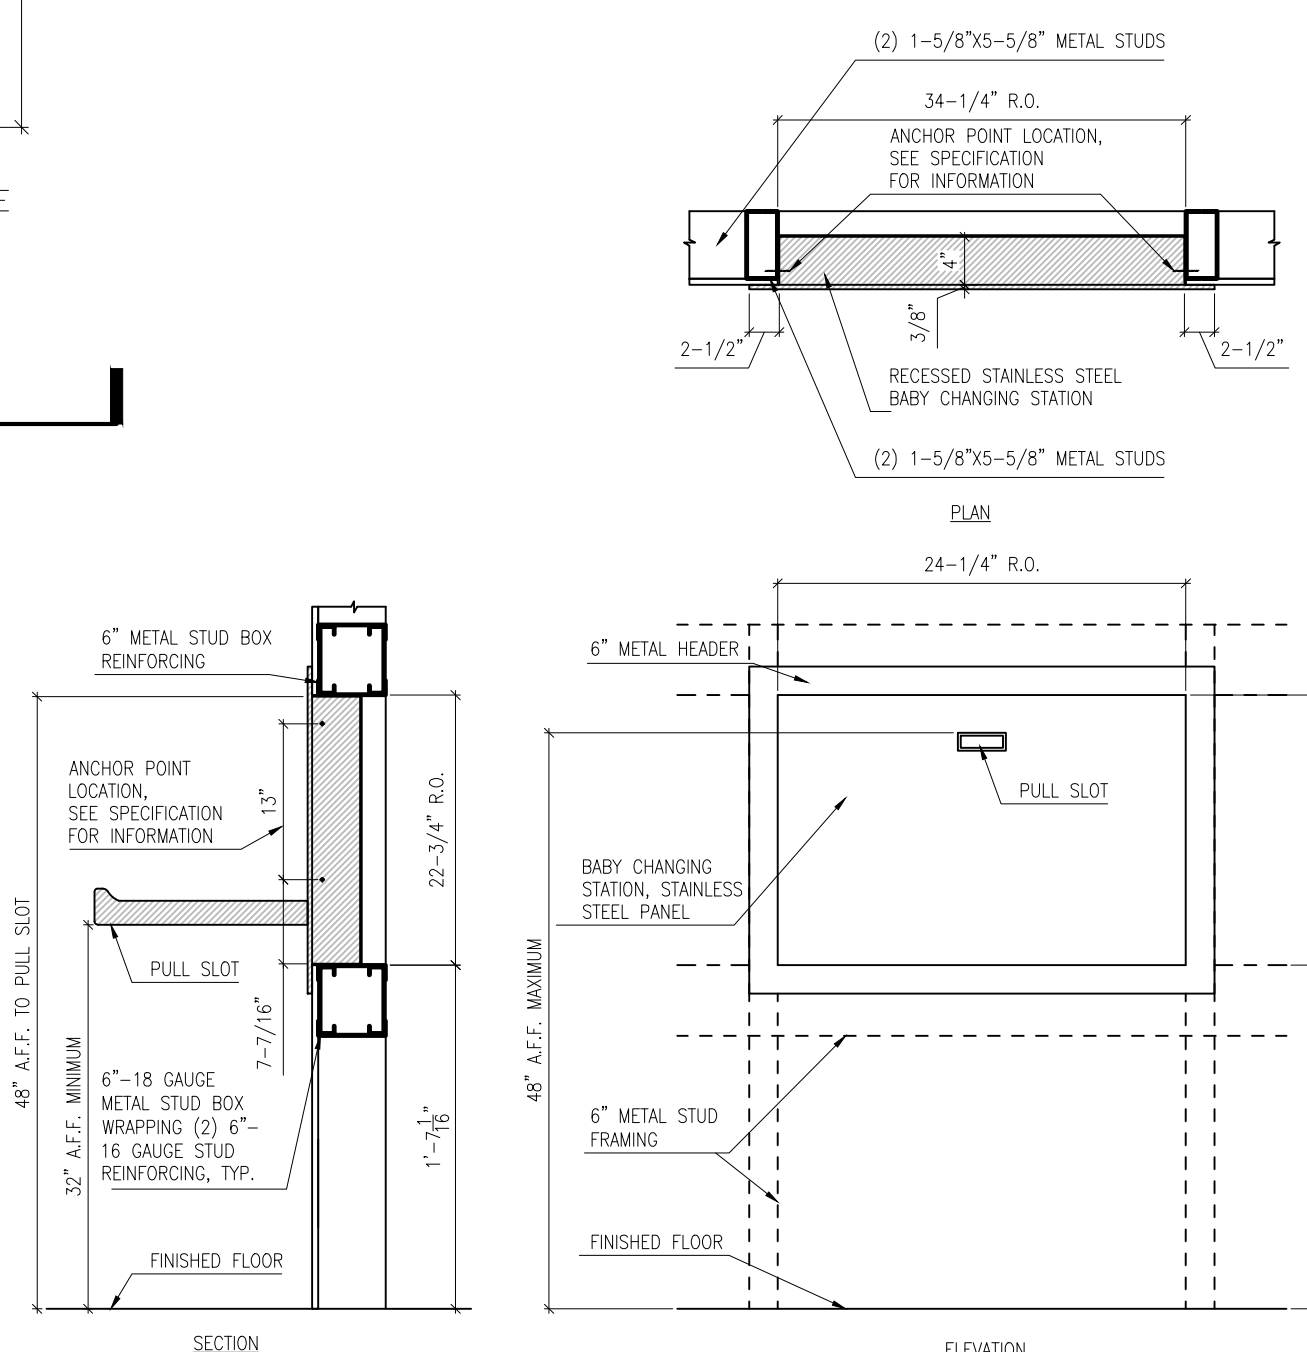 (2) 1-5/8"X5-5/8" METAL STUDS
34-1/4" R.O.
ANCHOR POINT LOCATION,
SEE SPECIFICATION
FOR INFORMATION
4"
3/8"
2-1/2"
2-1/2"
RECESSED STAINLESS STEEL
BABY CHANGING STATION
(2) 1-5/8"X5-5/8" METAL STUDS
PLAN
6" METAL STUD BOX
REINFORCING
ANCHOR POINT
LOCATION,
SEE SPECIFICATION
FOR INFORMATION
13"
22-3/4" R.O.
48" A.F.F. TO PULL SLOT
PULL SLOT
7-7/16"
32" A.F.F. MINIMUM
6"-18 GAUGE
METAL STUD BOX
WRAPPING (2) 6"-
16 GAUGE STUD
REINFORCING, TYP.
1'-7 1/16"
FINISHED FLOOR
SECTION
24-1/4" R.O.
6" METAL HEADER
PULL SLOT
BABY CHANGING
STATION, STAINLESS
STEEL PANEL
48" A.F.F. MAXIMUM
6" METAL STUD
FRAMING
FINISHED FLOOR
ELEVATION